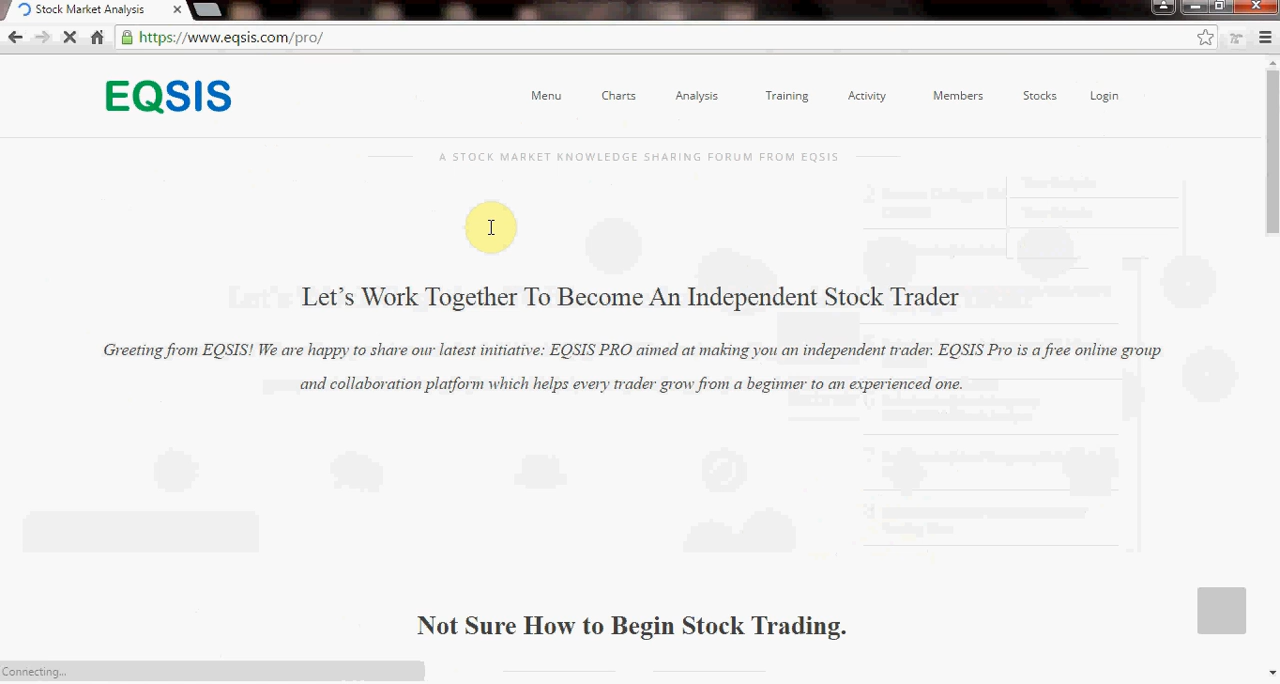 Stock Market Analysis
https://www.eqsis.com/pro/
EQSIS
Menu Charts Analysis Training Activity Members Stocks Login
A STOCK MARKET KNOWLEDGE SHARING FORUM FROM EQSIS
Let’s Work Together To Become An Independent Stock Trader
Greeting from EQSIS! We are happy to share our latest initiative: EQSIS PRO aimed at making you an independent trader. EQSIS Pro is a free online group
and collaboration platform which helps every trader grow from a beginner to an experienced one.
Not Sure How to Begin Stock Trading.
Connecting...